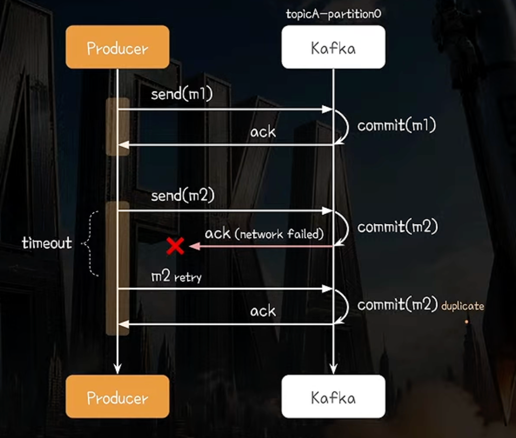 topicA-partition0
Producer
Kafka
send(m1)
commit(m1)
ack
send(m2)
commit(m2)
ack (network failed)
timeout
m2 retry
commit(m2) duplicate
ack
Producer
Kafka